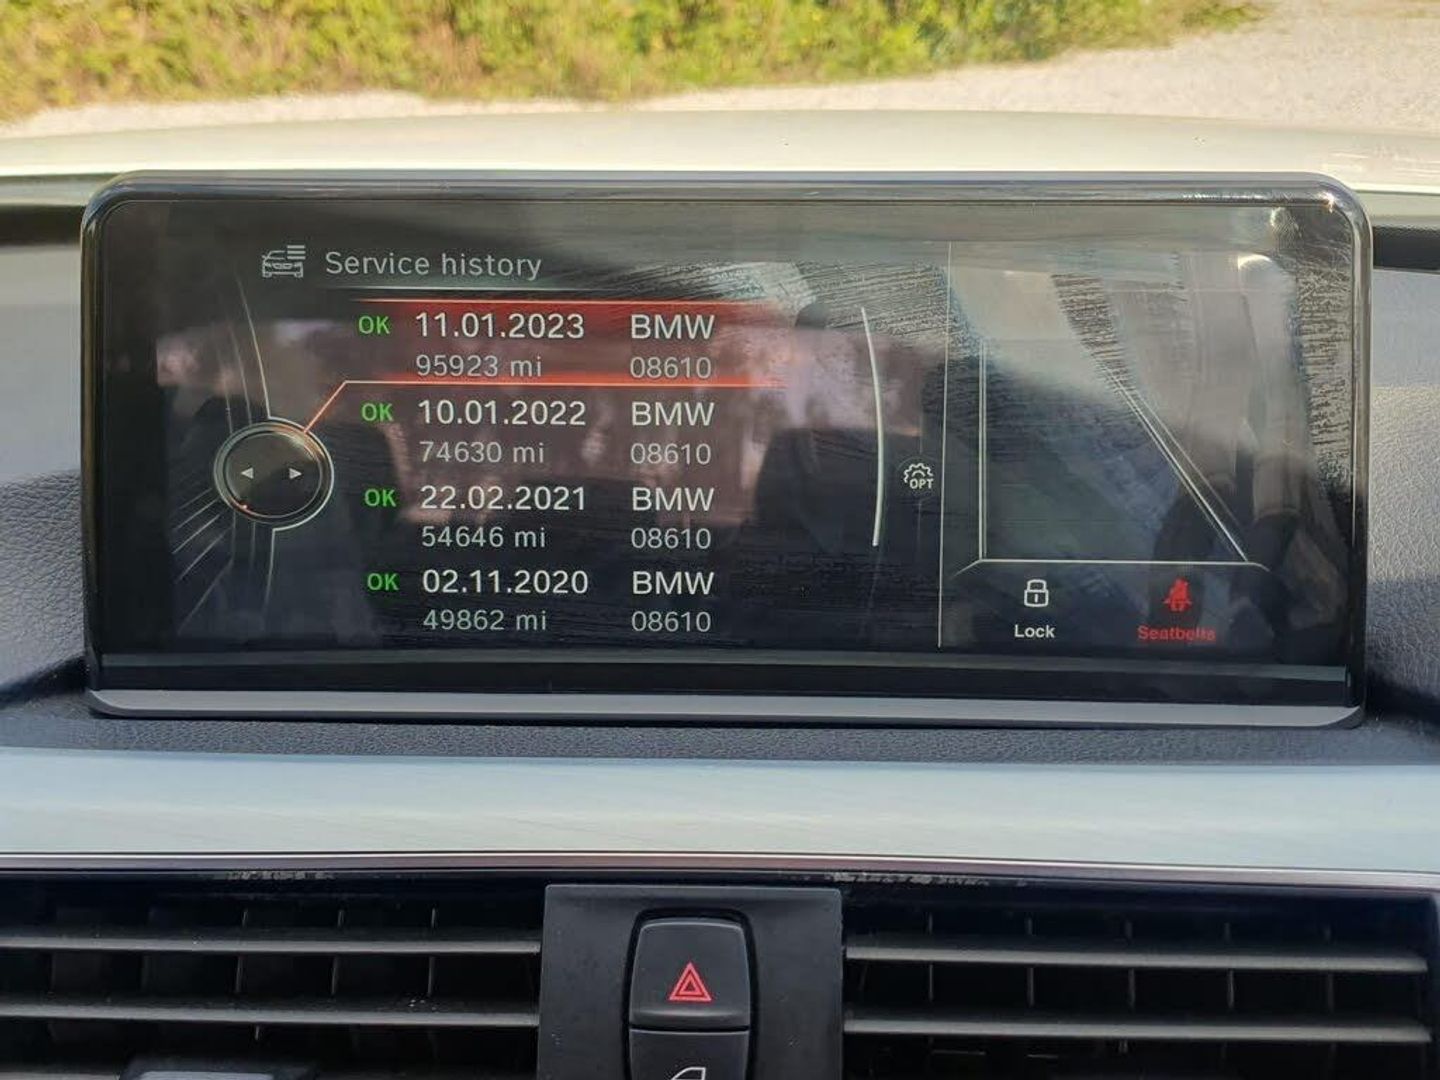 Service history
OK 11.01.2023 BMW
95923 mi 08610
OK 10.01.2022 BMW
74630 mi 08610
OK 22.02.2021 BMW
54646 mi 08610
OK 02.11.2020 BMW
49862 mi 08610
OPT
Lock
Seatbelts